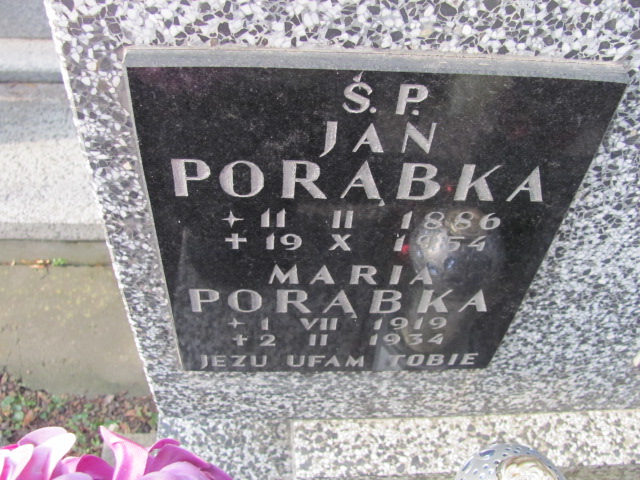 Ś.P.
JAN
PORĄBKA
* 11 II 1886
+ 19 X 1954
MARIA
PORĄBKA
* 1 VII 1919
+ 2 II 1934
JEZU UFAM TOBIE